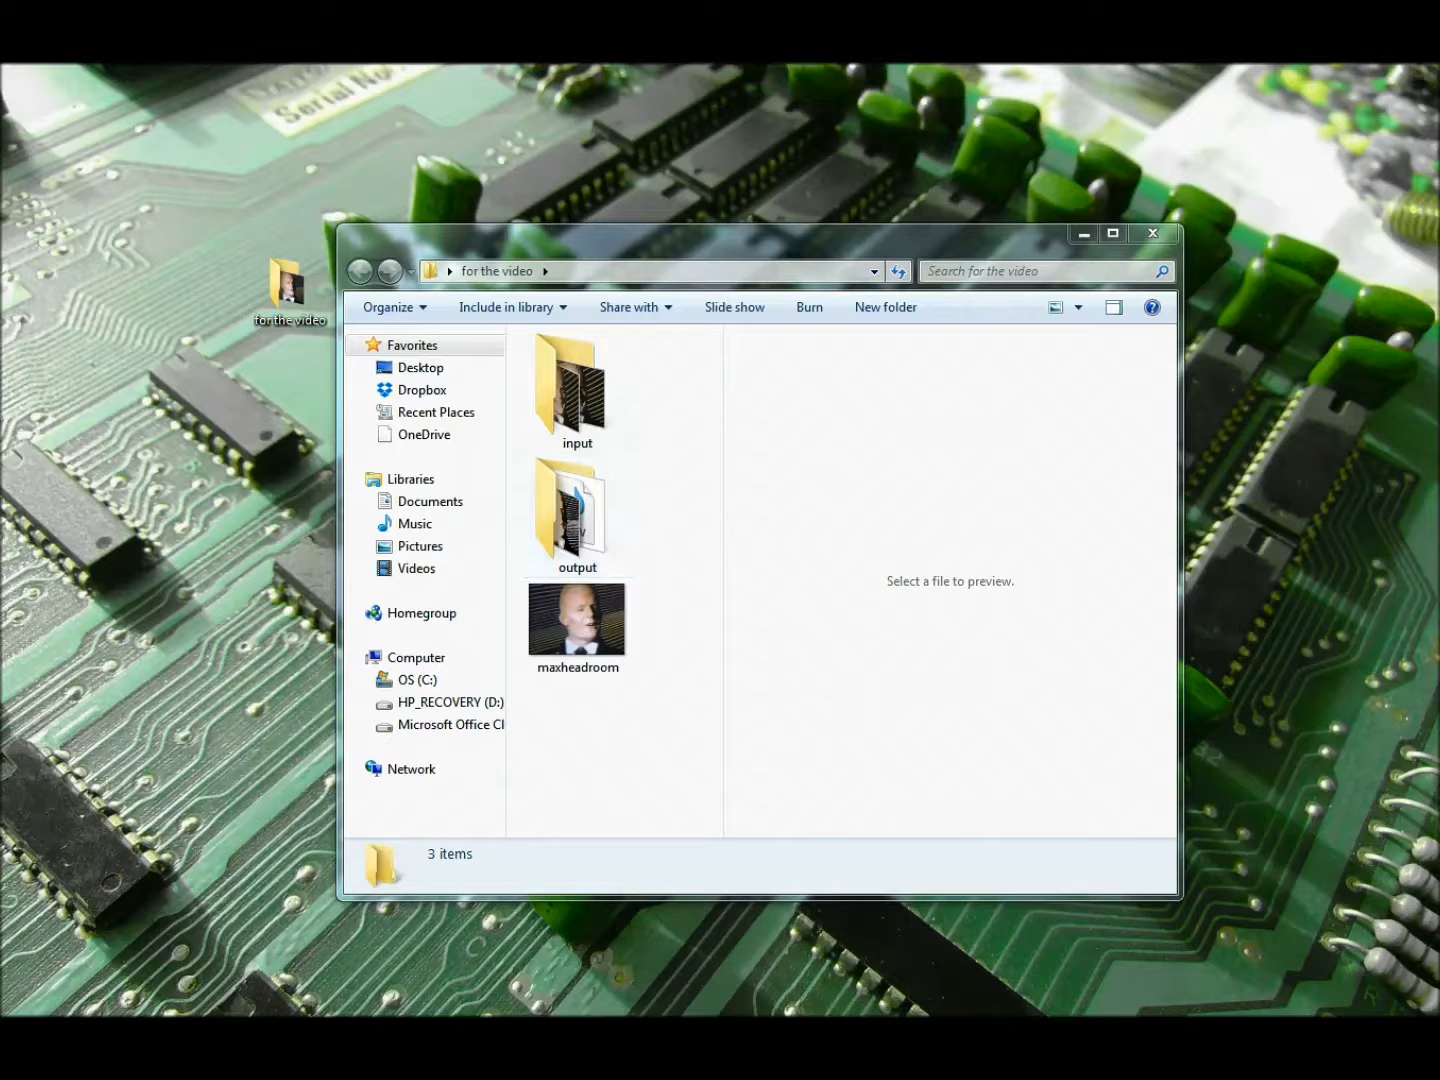 Serial No.
for the video
for the video
Search for the video
Organize
Include in library
Share with
Slide show
Burn
New folder
Favorites
Desktop
Dropbox
Recent Places
OneDrive
Libraries
Documents
Music
Pictures
Videos
Homegroup
Computer
OS (C:)
HP_RECOVERY (D:)
Microsoft Office Cl
Network
input
output
maxheadroom
Select a file to preview.
3 items